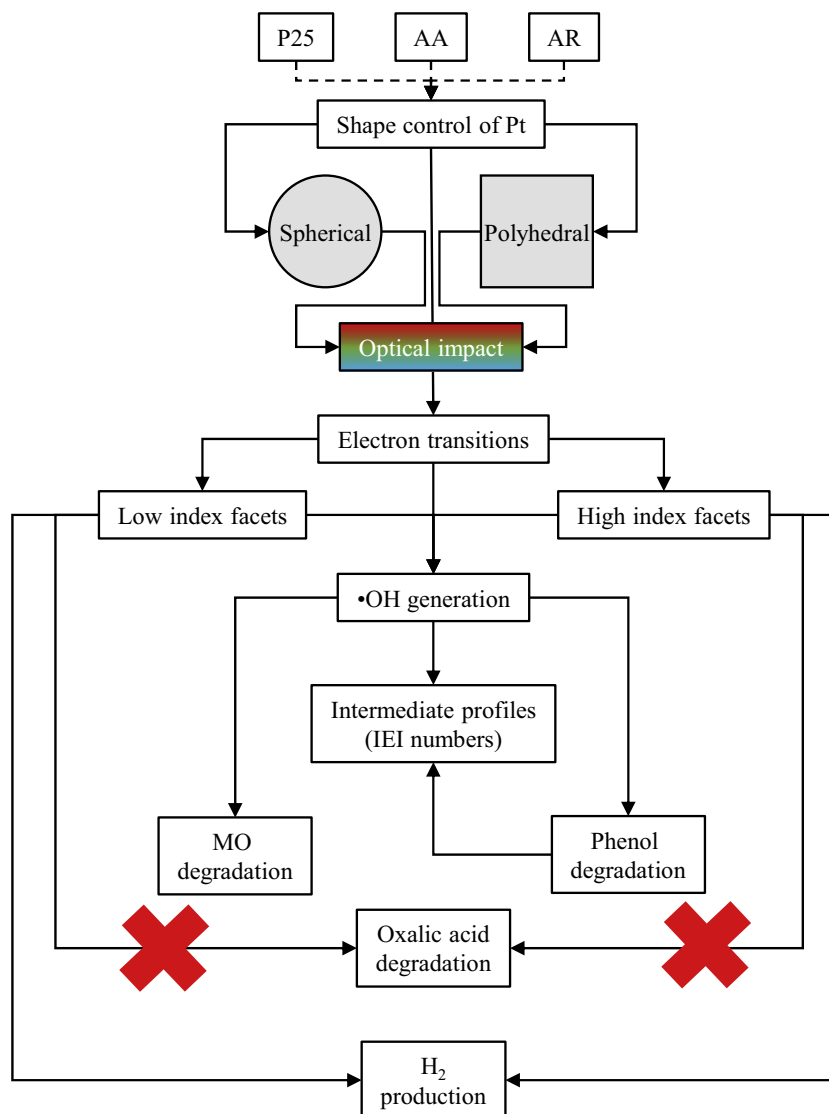 P25
AA
AR
Shape control of Pt
Spherical
Polyhedral
Optical impact
Electron transitions
Low index facets
High index facets
•OH generation
Intermediate profiles
(IEI numbers)
MO
degradation
Phenol
degradation
Oxalic acid
degradation
H₂
production